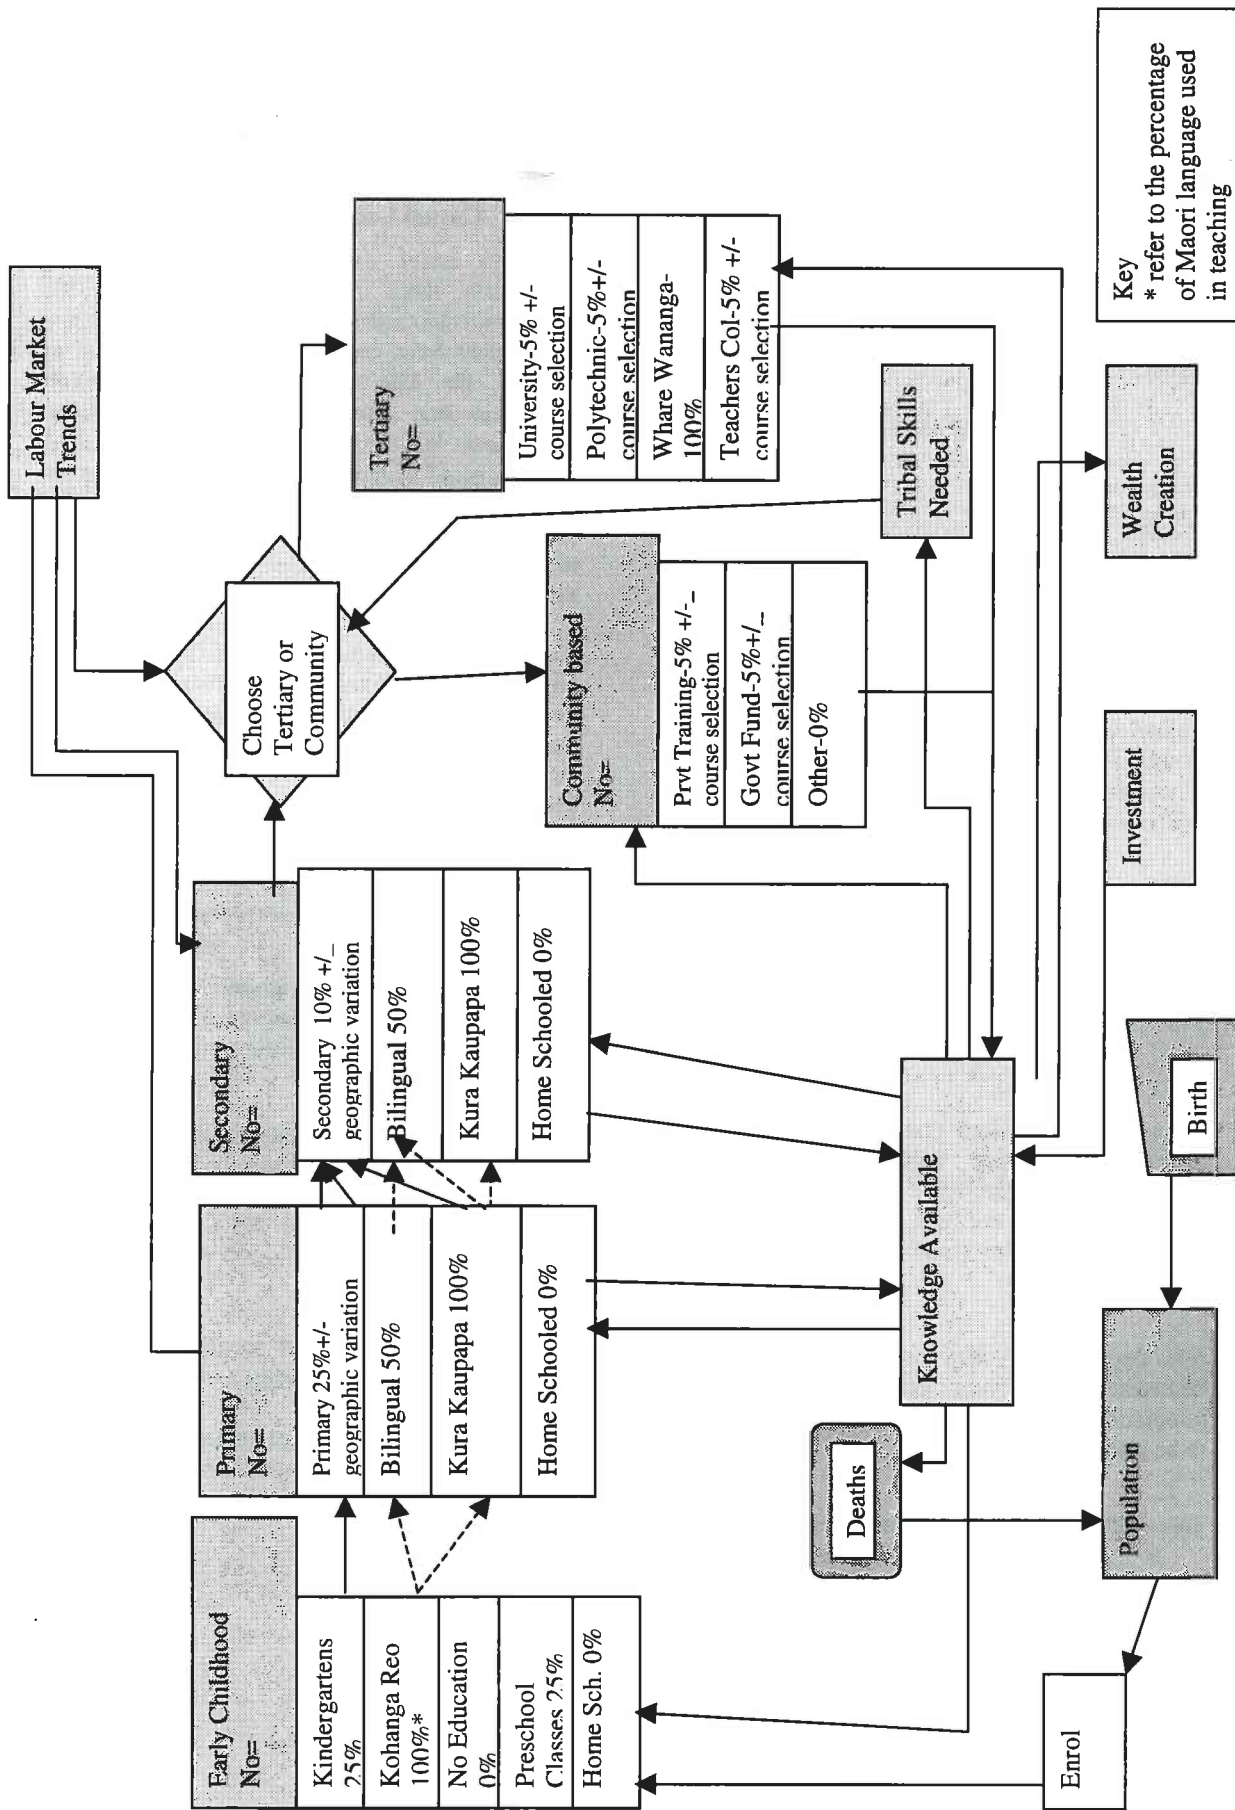 Labour Market
Trends
Early Childhood
No=
Kindergartens
25%
Kohanga Reo
100%*
No Education
0%
Preschool
Classes 25%
Home Sch. 0%
Primary
No=
Primary 25%+/-
geographic variation
Bilingual 50%
Kura Kaupapa 100%
Home Schooled 0%
Secondary
No=
Secondary 10% +/_
geographic variation
Bilingual 50%
Kura Kaupapa 100%
Home Schooled 0%
Choose
Tertiary or
Community
Tertiary
No=
University-5% +/-
course selection
Polytechnic-5%+/-
course selection
Whare Wananga-
100%
Teachers Col-5% +/-
course selection
Community based
No=
Prvt Training-5% +/-_
course selection
Govt Fund-5%+/_
course selection
Other-0%
Deaths
Knowledge Available
Tribal Skills
Needed
Enrol
Population
Birth
Investment
Wealth
Creation
Key
* refer to the percentage
of Maori language used
in teaching